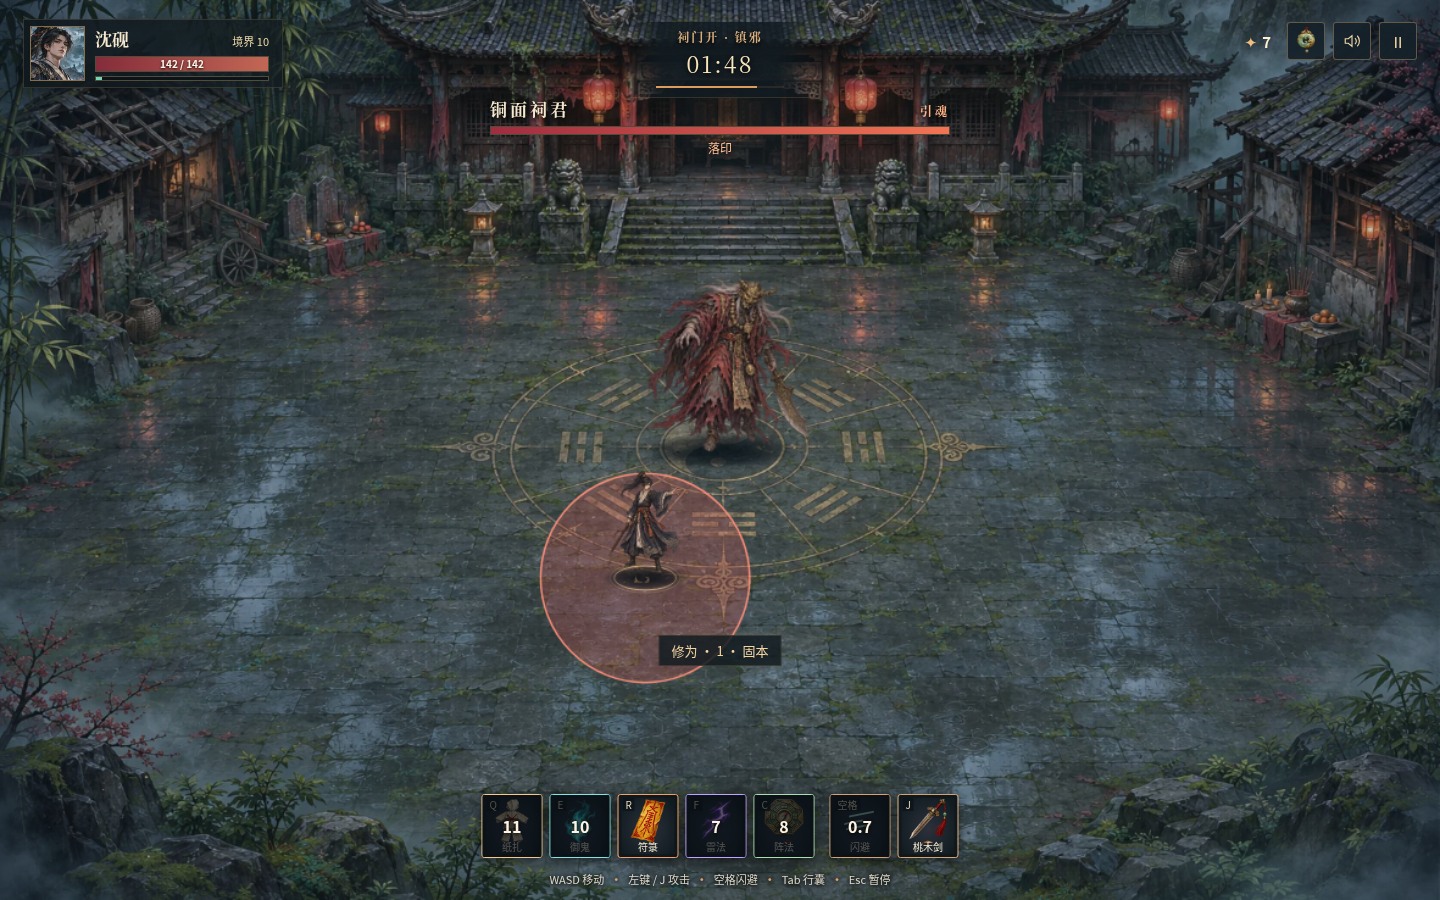 沈砚
境界 10
142 / 142
祠门开 · 镇邪
01:48
铜面祠君
引魂
落印
✦ 7
修为 · 1 · 固本
Q
11
纸扎
E
10
御鬼
R
符箓
F
7
雷法
C
8
阵法
空格
0.7
闪避
J
桃木剑
WASD 移动 • 左键 / J 攻击 • 空格闪避 • Tab 行囊 • Esc 暂停